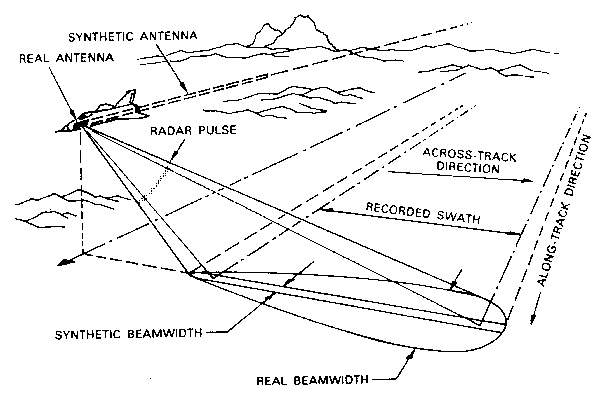 SYNTHETIC ANTENNA
REAL ANTENNA
RADAR PULSE
ACROSS-TRACK
DIRECTION
RECORDED SWATH
ALONG-TRACK DIRECTION
SYNTHETIC BEAMWIDTH
REAL BEAMWIDTH